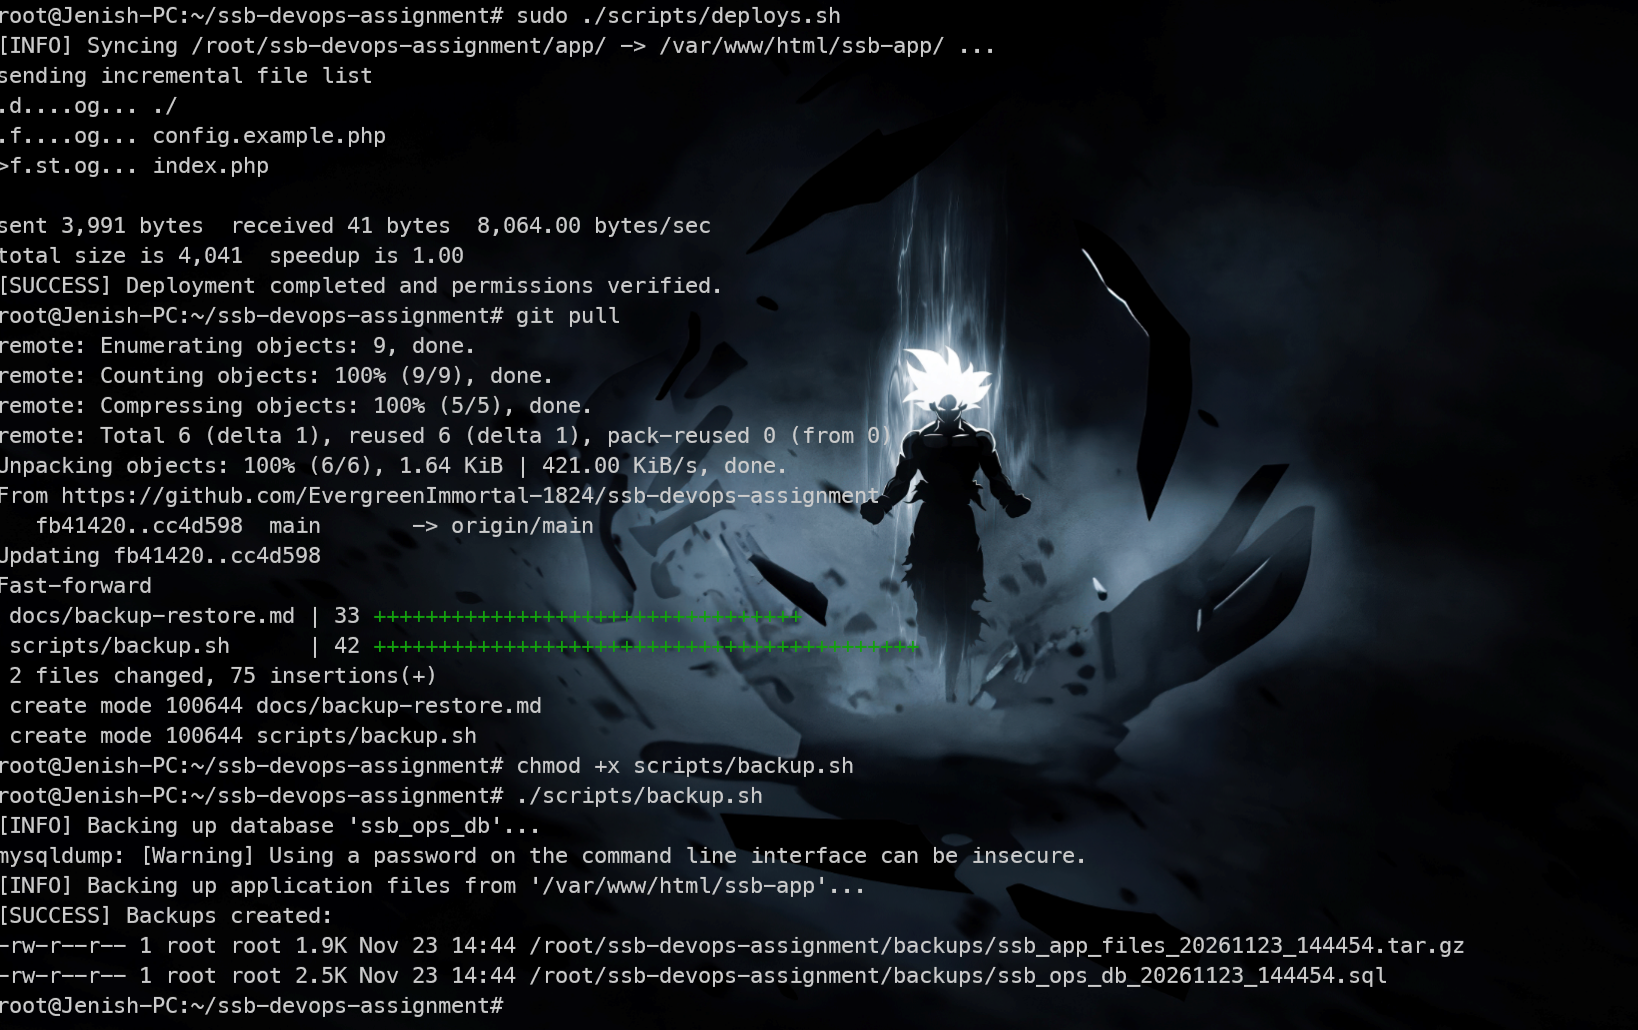 root@Jenish-PC:~/ssb-devops-assignment# sudo ./scripts/deploys.sh
[INFO] Syncing /root/ssb-devops-assignment/app/ -> /var/www/html/ssb-app/ ...
sending incremental file list
.d....og... ./
.f....og... config.example.php
>f.st.og... index.php
sent 3,991 bytes  received 41 bytes  8,064.00 bytes/sec
total size is 4,041  speedup is 1.00
[SUCCESS] Deployment completed and permissions verified.
root@Jenish-PC:~/ssb-devops-assignment# git pull
remote: Enumerating objects: 9, done.
remote: Counting objects: 100% (9/9), done.
remote: Compressing objects: 100% (5/5), done.
remote: Total 6 (delta 1), reused 6 (delta 1), pack-reused 0 (from 0)
Unpacking objects: 100% (6/6), 1.64 KiB | 421.00 KiB/s, done.
From https://github.com/EvergreenImmortal-1824/ssb-devops-assignment
   fb41420..cc4d598  main       -> origin/main
Updating fb41420..cc4d598
Fast-forward
 docs/backup-restore.md | 33 +++++++++++++++++++++++++++++++++
 scripts/backup.sh      | 42 ++++++++++++++++++++++++++++++++++++++++++
 2 files changed, 75 insertions(+)
 create mode 100644 docs/backup-restore.md
 create mode 100644 scripts/backup.sh
root@Jenish-PC:~/ssb-devops-assignment# chmod +x scripts/backup.sh
root@Jenish-PC:~/ssb-devops-assignment# ./scripts/backup.sh
[INFO] Backing up database 'ssb_ops_db'...
mysqldump: [Warning] Using a password on the command line interface can be insecure.
[INFO] Backing up application files from '/var/www/html/ssb-app'...
[SUCCESS] Backups created:
-rw-r--r-- 1 root root 1.9K Nov 23 14:44 /root/ssb-devops-assignment/backups/ssb_app_files_20261123_144454.tar.gz
-rw-r--r-- 1 root root 2.5K Nov 23 14:44 /root/ssb-devops-assignment/backups/ssb_ops_db_20261123_144454.sql
root@Jenish-PC:~/ssb-devops-assignment#